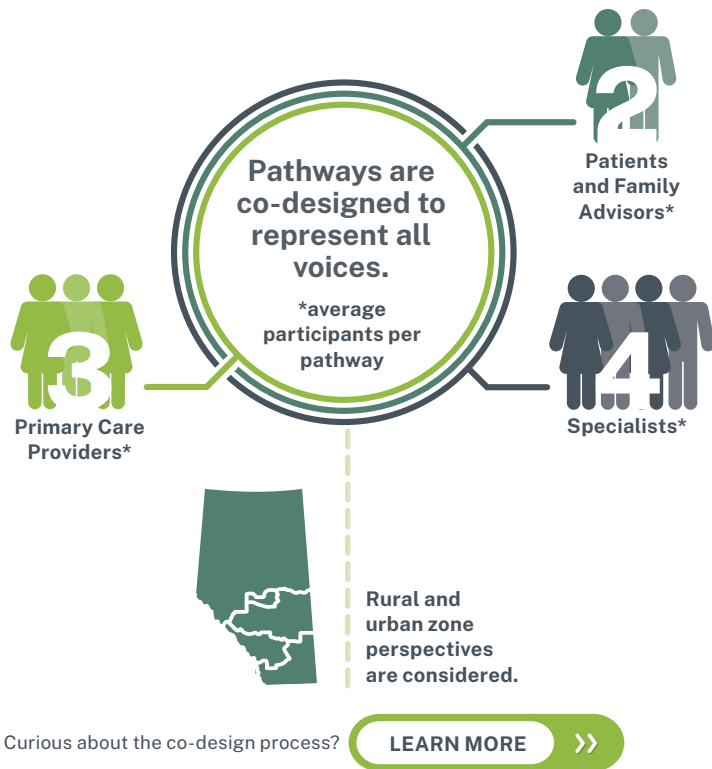 2
Patients
and Family
Advisors*
Pathways are
co-designed to
represent all
voices.
*average
participants per
pathway
3
Primary Care
Providers*
4
Specialists*
Rural and
urban zone
perspectives
are considered.
Curious about the co-design process?
LEARN MORE